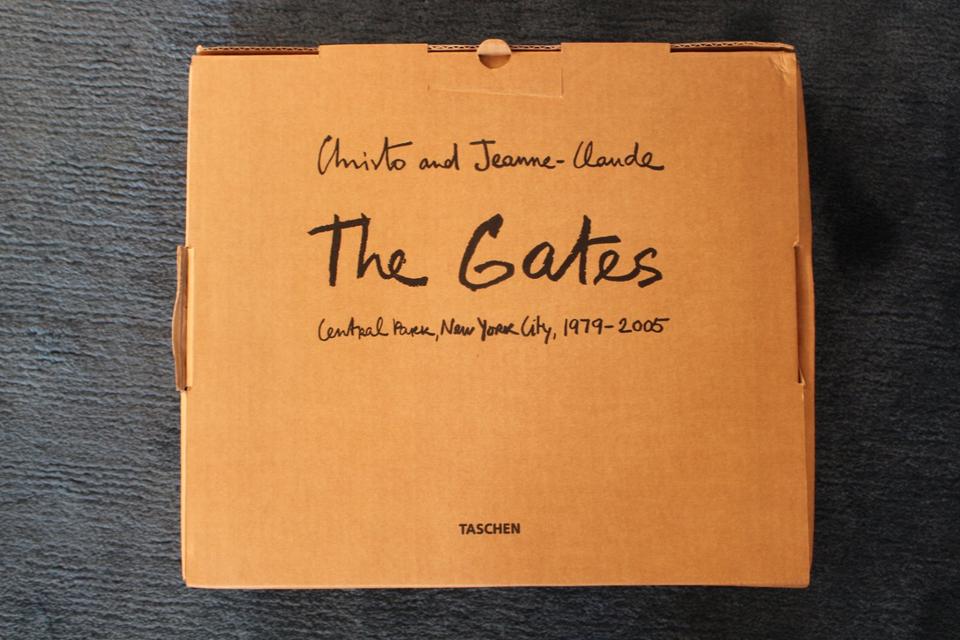 Christo and Jeanne-Claude
The Gates
Central Park, New York City, 1979-2005
TASCHEN